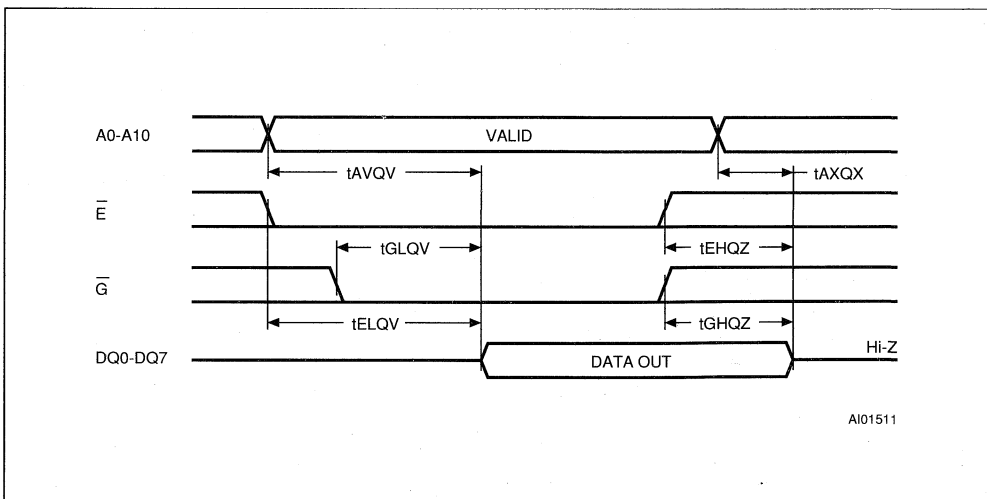 A0-A10
VALID
tAVQV
tAXQX
E
tGLQV
tEHQZ
G
tELQV
tGHQZ
DQ0-DQ7
DATA OUT
Hi-Z
AI01511